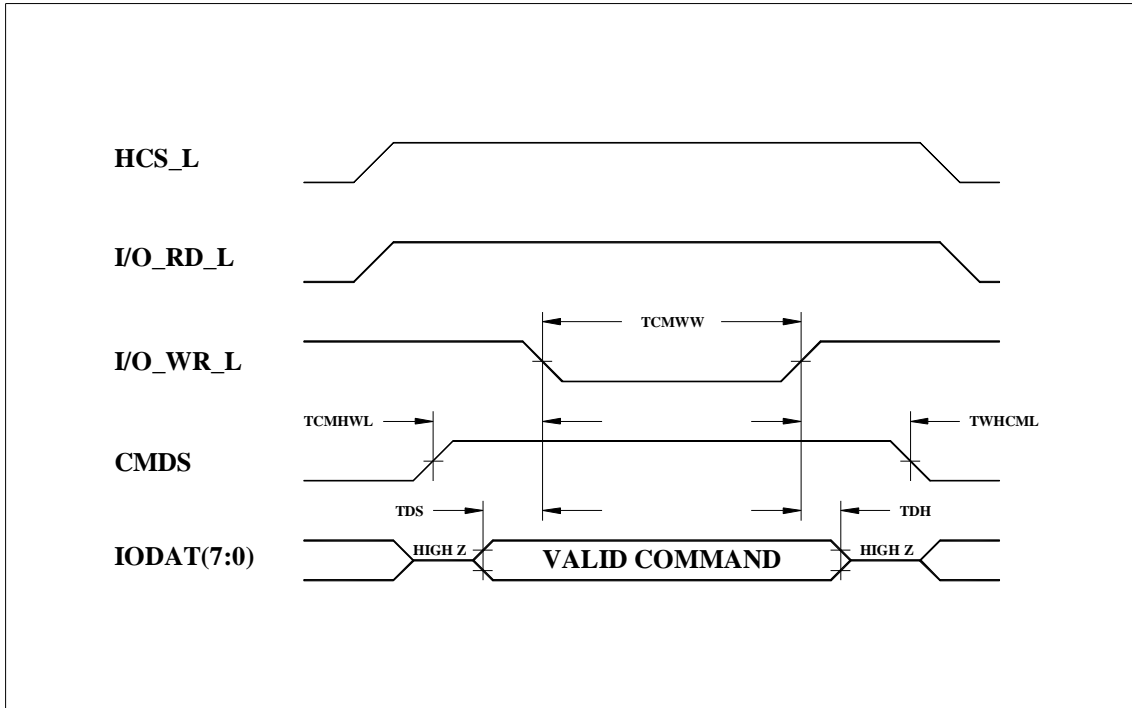 HCS_L
I/O_RD_L
TCMWW
I/O_WR_L
TCMHWL
TWHCML
CMDS
TDS
TDH
IODAT(7:0)
HIGH Z
VALID COMMAND
HIGH Z